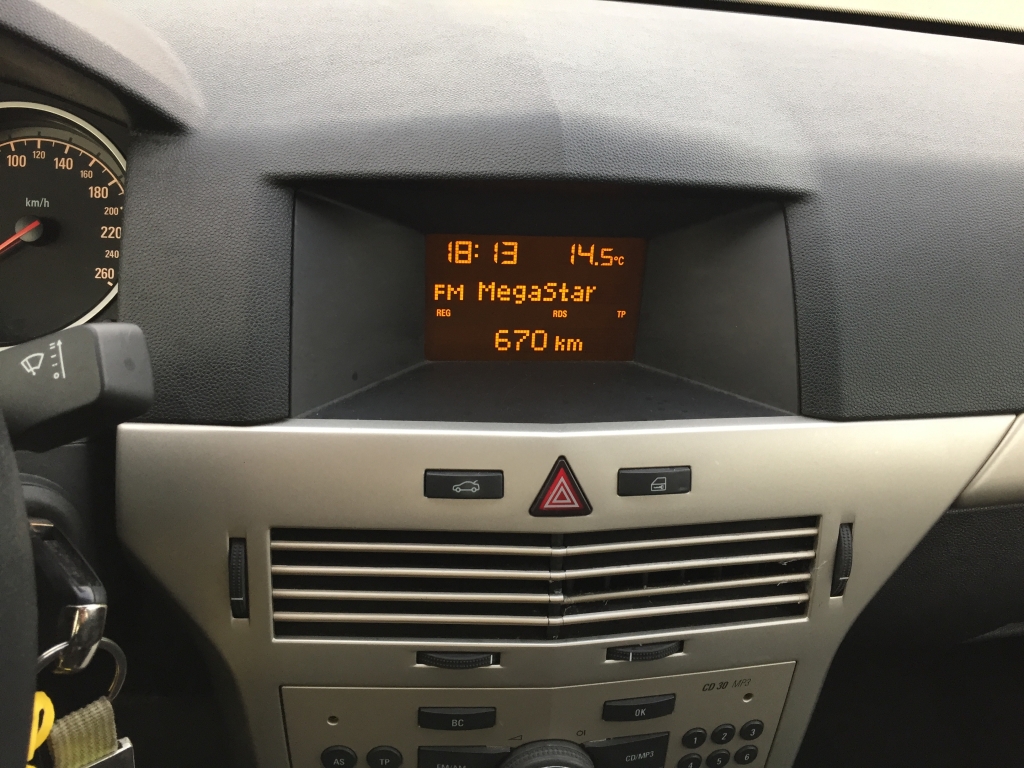 100 120 140 160 180 200 220 240 260
km/h
18:13 14.5°C
FM MegaStar
REG RDS TP
670 km
CD 30 MP3
BC OK
AS TP CD/MP3
1 2 3
4 5 6